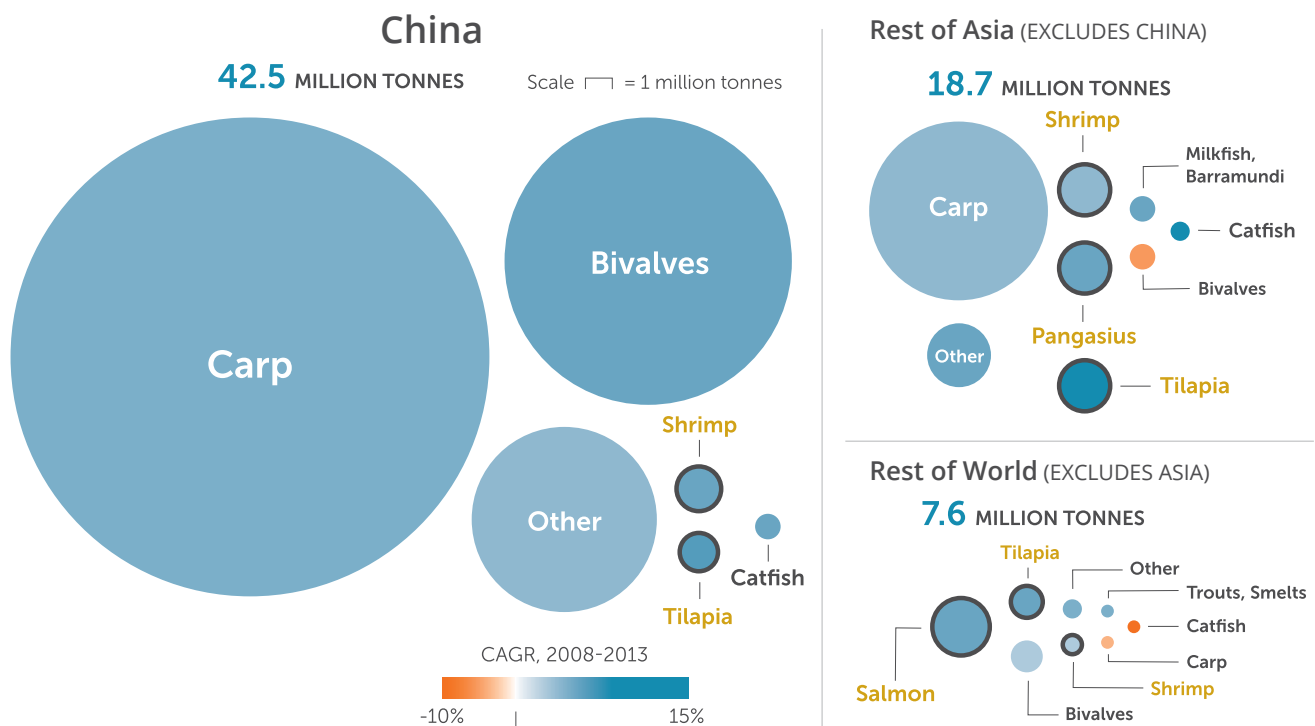 China
42.5 MILLION TONNES
Scale = 1 million tonnes
Carp
Bivalves
Other
Shrimp
Tilapia
Catfish
CAGR, 2008-2013
-10%
15%
Rest of Asia (EXCLUDES CHINA)
18.7 MILLION TONNES
Shrimp
Carp
Milkfish,
Barramundi
Catfish
Bivalves
Pangasius
Other
Tilapia
Rest of World (EXCLUDES ASIA)
7.6 MILLION TONNES
Tilapia
Other
Trouts, Smelts
Catfish
Carp
Shrimp
Salmon
Bivalves